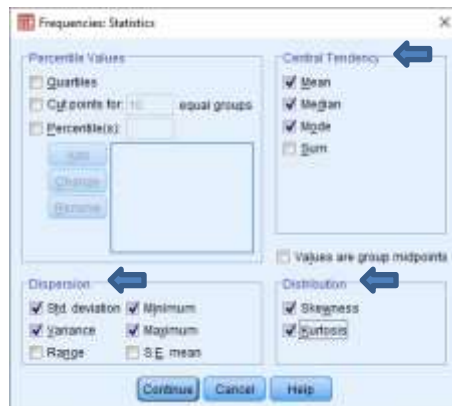 Frequencies: Statistics
Percentile Values
Quartiles
Cut points for: 10 equal groups
Percentile(s):
Add
Change
Remove
Central Tendency
Mean
Median
Mode
Sum
Values are group midpoints
Dispersion
Std. deviation Minimum
Variance Maximum
Range S.E. mean
Distribution
Skewness
Kurtosis
Continue Cancel Help